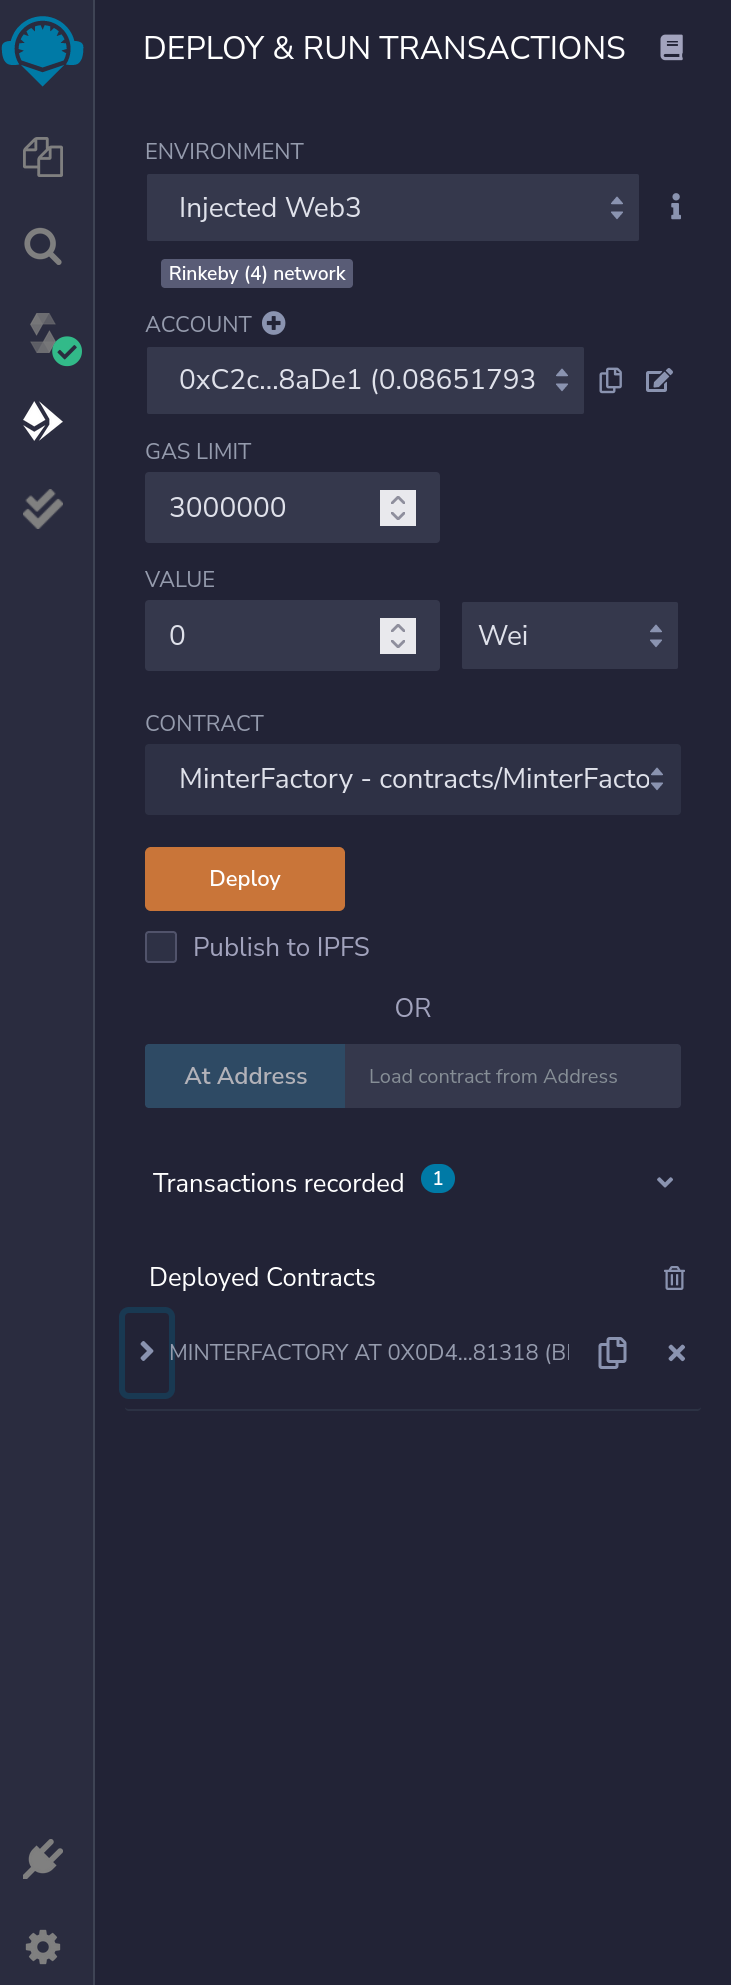 DEPLOY & RUN TRANSACTIONS
ENVIRONMENT
Injected Web3
Rinkeby (4) network
ACCOUNT
0xC2c...8aDe1 (0.08651793
GAS LIMIT
3000000
VALUE
0 Wei
CONTRACT
MinterFactory - contracts/MinterFacto
Deploy
Publish to IPFS
OR
At Address Load contract from Address
Transactions recorded 1
Deployed Contracts
MINTERFACTORY AT 0X0D4...81318 (BL